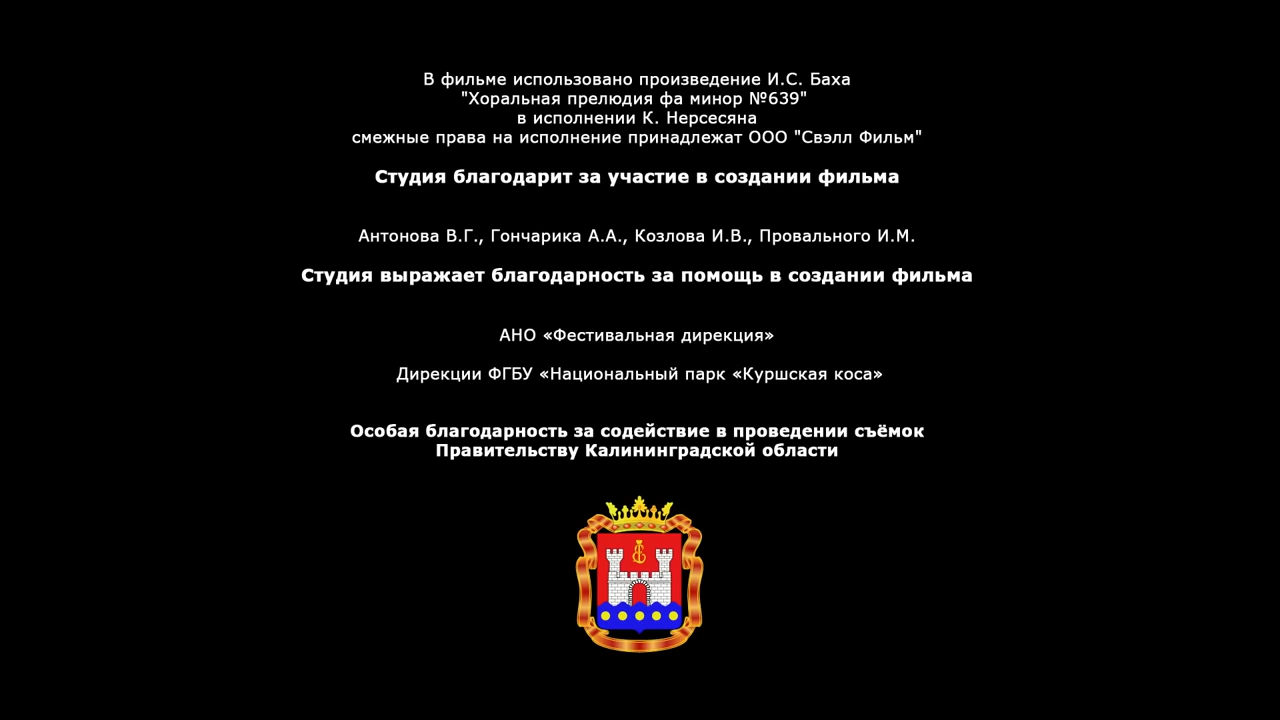 В фильме использовано произведение И.С. Баха
"Хоральная прелюдия фа минор №639"
в исполнении К. Нерсесяна
смежные права на исполнение принадлежат ООО "Свэлл Фильм"
Студия благодарит за участие в создании фильма
Антонова В.Г., Гончарика А.А., Козлова И.В., Провального И.М.
Студия выражает благодарность за помощь в создании фильма
АНО «Фестивальная дирекция»
Дирекции ФГБУ «Национальный парк «Куршская коса»
Особая благодарность за содействие в проведении съёмок
Правительству Калининградской области